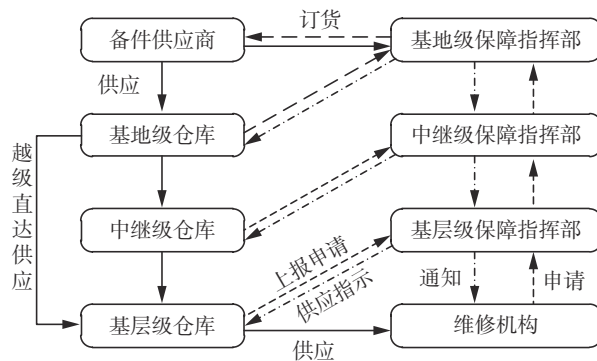 订货
备件供应商
基地级保障指挥部
供应
基地级仓库
中继级保障指挥部
越级直达供应
中继级仓库
基层级保障指挥部
上报申请
供应指示
通知
申请
基层级仓库
维修机构
供应